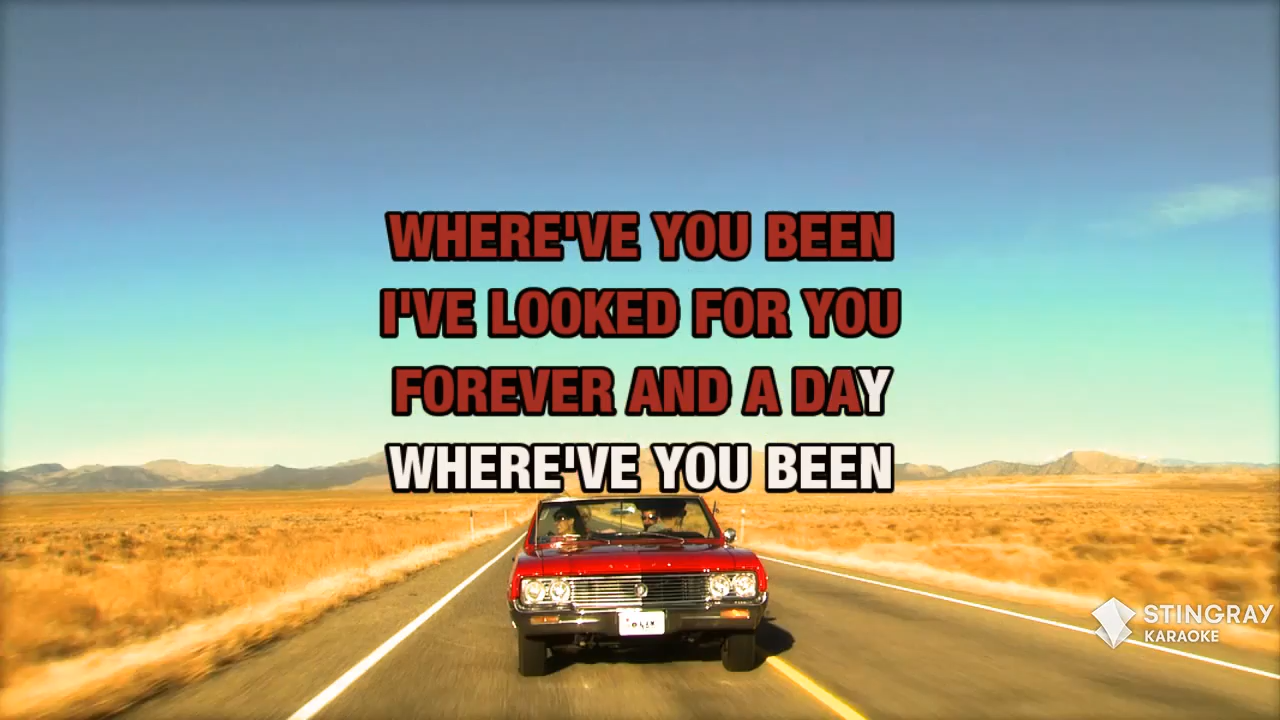 WHERE'VE YOU BEEN
I'VE LOOKED FOR YOU
FOREVER AND A DAY
WHERE'VE YOU BEEN
STINGRAY
KARAOKE